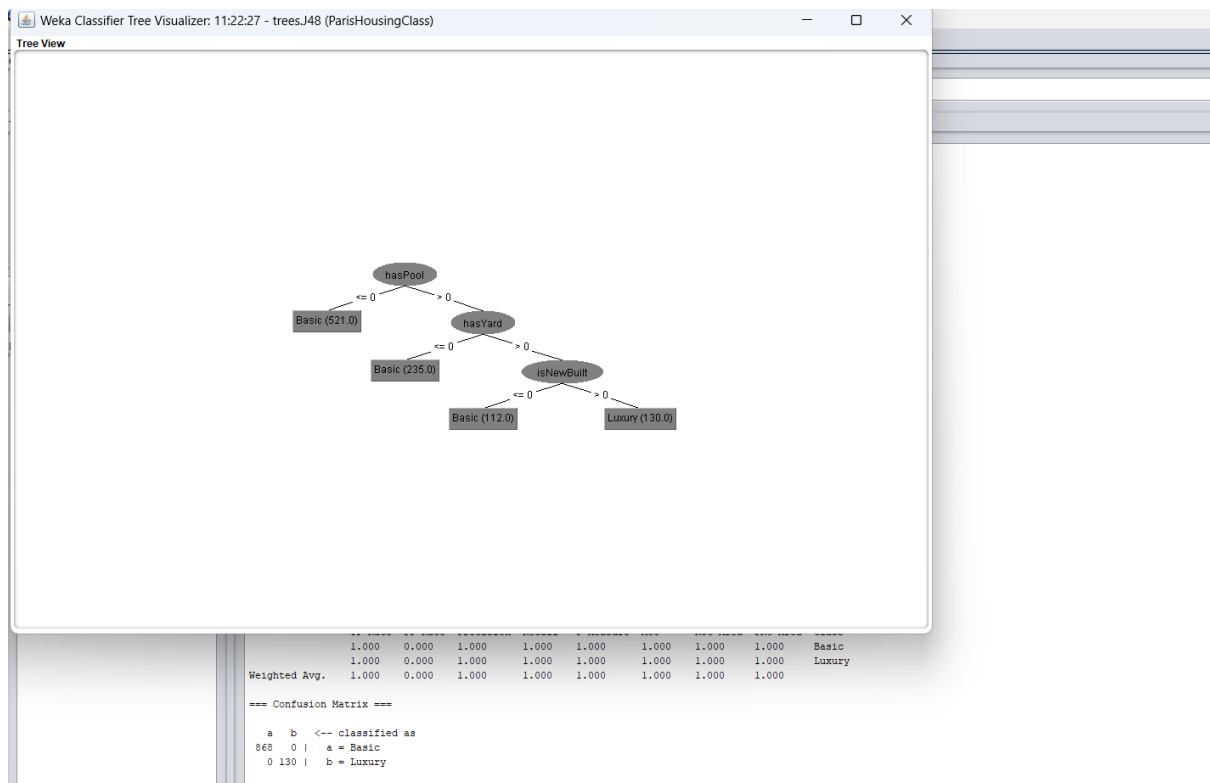 Weka Classifier Tree Visualizer: 11:22:27 - trees.J48 (ParisHousingClass)
Tree View
hasPool
<= 0 > 0
Basic (521.0) hasYard
<= 0 > 0
Basic (235.0) isNewBuilt
<= 0 > 0
Basic (112.0) Luxury (130.0)
1.000 0.000 1.000 1.000 1.000 1.000 1.000 1.000 Basic
1.000 0.000 1.000 1.000 1.000 1.000 1.000 1.000 Luxury
Weighted Avg. 1.000 0.000 1.000 1.000 1.000 1.000 1.000 1.000
=== Confusion Matrix ===
a b <-- classified as
868 0 | a = Basic
0 130 | b = Luxury